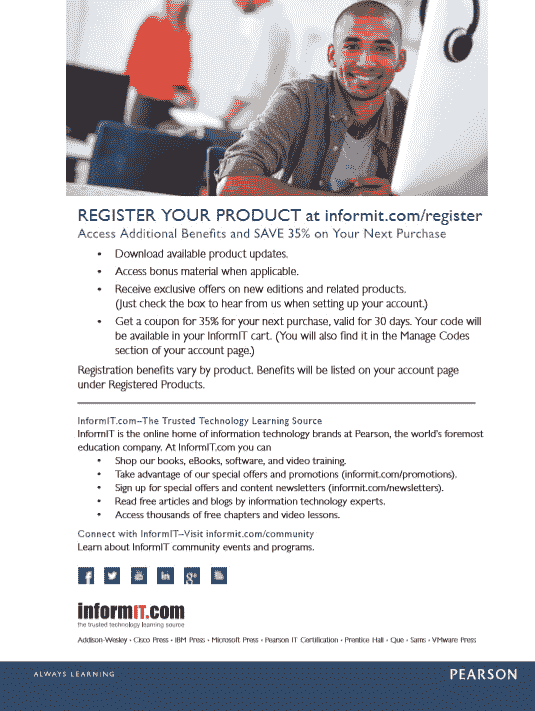 REGISTER YOUR PRODUCT at informit.com/register
Access Additional Benefits and SAVE 35% on Your Next Purchase
• Download available product updates.
• Access bonus material when applicable.
• Receive exclusive offers on new editions and related products.
(Just check the box to hear from us when setting up your account.)
• Get a coupon for 35% for your next purchase, valid for 30 days. Your code will
be available in your InformIT cart. (You will also find it in the Manage Codes
section of your account page.)
Registration benefits vary by product. Benefits will be listed on your account page
under Registered Products.
InformIT.com–The Trusted Technology Learning Source
InformIT is the online home of information technology brands at Pearson, the world's foremost
education company. At InformIT.com you can
• Shop our books, eBooks, software, and video training.
• Take advantage of our special offers and promotions (informit.com/promotions).
• Sign up for special offers and content newsletters (informit.com/newsletters).
• Read free articles and blogs by information technology experts.
• Access thousands of free chapters and video lessons.
Connect with InformIT–Visit informit.com/community
Learn about InformIT community events and programs.
informIT.com
the trusted technology learning source
Addison-Wesley • Cisco Press • IBM Press • Microsoft Press • Pearson IT Certification • Prentice Hall • Que • Sams • VMware Press
ALWAYS LEARNING PEARSON